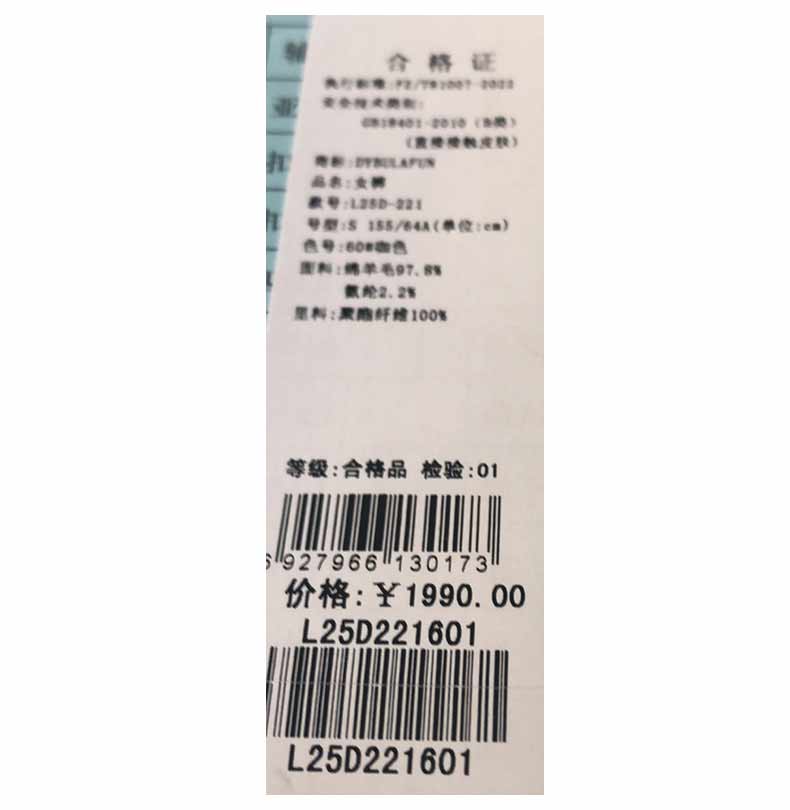 合格证
执行标准:FZ/T81007-2022
安全技术类别:
GB18401-2010（B类）
（直接接触皮肤）
商标:DYBULAFUN
品名:女裤
款号:L25D-221
号型:S 155/64A(单位:cm)
色号:60#咖色
面料:绵羊毛97.8%
氨纶2.2%
里料:聚酯纤维100%
等级:合格品 检验:01
6927966130173
价格:￥1990.00
L25D221601
L25D221601